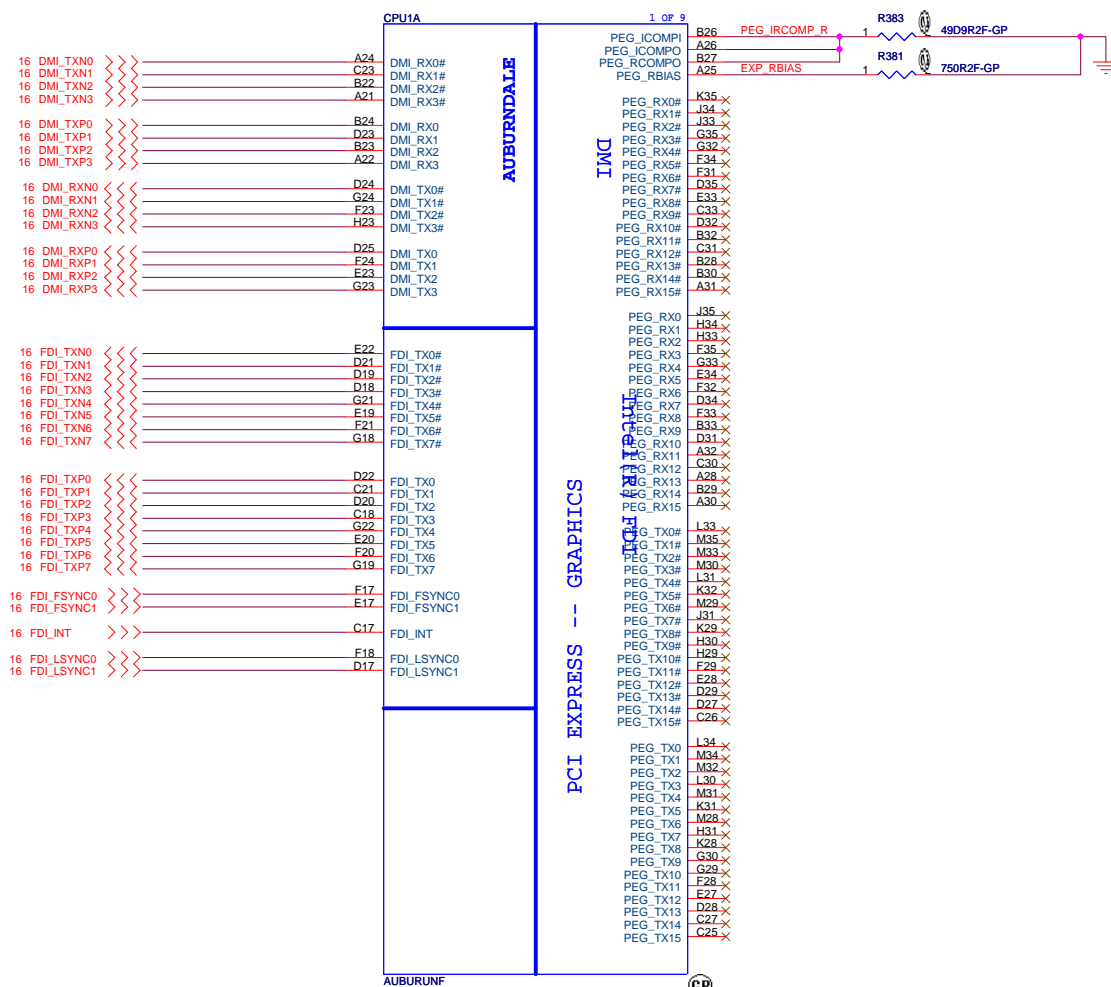 CPU1A
1 OF 9
AUBURNDALE
DMI
Intel(R) FDI
PCI EXPRESS -- GRAPHICS
16 DMI_TXN0 A24 DMI_RX0#
16 DMI_TXN1 C23 DMI_RX1#
16 DMI_TXN2 B22 DMI_RX2#
16 DMI_TXN3 A21 DMI_RX3#
16 DMI_TXP0 B24 DMI_RX0
16 DMI_TXP1 D23 DMI_RX1
16 DMI_TXP2 B23 DMI_RX2
16 DMI_TXP3 A22 DMI_RX3
16 DMI_RXN0 D24 DMI_TX0#
16 DMI_RXN1 G24 DMI_TX1#
16 DMI_RXN2 F23 DMI_TX2#
16 DMI_RXN3 H23 DMI_TX3#
16 DMI_RXP0 D25 DMI_TX0
16 DMI_RXP1 F24 DMI_TX1
16 DMI_RXP2 E23 DMI_TX2
16 DMI_RXP3 G23 DMI_TX3
16 FDI_TXN0 E22 FDI_TX0#
16 FDI_TXN1 D21 FDI_TX1#
16 FDI_TXN2 D19 FDI_TX2#
16 FDI_TXN3 D18 FDI_TX3#
16 FDI_TXN4 G21 FDI_TX4#
16 FDI_TXN5 E19 FDI_TX5#
16 FDI_TXN6 F21 FDI_TX6#
16 FDI_TXN7 G18 FDI_TX7#
16 FDI_TXP0 D22 FDI_TX0
16 FDI_TXP1 C21 FDI_TX1
16 FDI_TXP2 D20 FDI_TX2
16 FDI_TXP3 C18 FDI_TX3
16 FDI_TXP4 G22 FDI_TX4
16 FDI_TXP5 E20 FDI_TX5
16 FDI_TXP6 F20 FDI_TX6
16 FDI_TXP7 G19 FDI_TX7
16 FDI_FSYNC0 F17 FDI_FSYNC0
16 FDI_FSYNC1 E17 FDI_FSYNC1
16 FDI_INT C17 FDI_INT
16 FDI_LSYNC0 F18 FDI_LSYNC0
16 FDI_LSYNC1 D17 FDI_LSYNC1
PEG_ICOMPI B26 PEG_IRCOMP_R 1 R383 49D9R2F-GP
PEG_ICOMPO A26
PEG_RCOMPO B27
PEG_RBIAS A25 EXP_RBIAS 1 R381 750R2F-GP
PEG_RX0# K35
PEG_RX1# J34
PEG_RX2# J33
PEG_RX3# G35
PEG_RX4# G32
PEG_RX5# F34
PEG_RX6# F31
PEG_RX7# D35
PEG_RX8# E33
PEG_RX9# C33
PEG_RX10# D32
PEG_RX11# B32
PEG_RX12# C31
PEG_RX13# B28
PEG_RX14# B30
PEG_RX15# A31
PEG_RX0 J35
PEG_RX1 H34
PEG_RX2 H33
PEG_RX3 F35
PEG_RX4 G33
PEG_RX5 E34
PEG_RX6 F32
PEG_RX7 D34
PEG_RX8 F33
PEG_RX9 B33
PEG_RX10 D31
PEG_RX11 A32
PEG_RX12 C30
PEG_RX13 A28
PEG_RX14 B29
PEG_RX15 A30
PEG_TX0# L33
PEG_TX1# M35
PEG_TX2# M33
PEG_TX3# M30
PEG_TX4# L31
PEG_TX5# K32
PEG_TX6# M29
PEG_TX7# J31
PEG_TX8# K29
PEG_TX9# H30
PEG_TX10# H29
PEG_TX11# F29
PEG_TX12# E28
PEG_TX13# D29
PEG_TX14# D27
PEG_TX15# C26
PEG_TX0 L34
PEG_TX1 M34
PEG_TX2 M32
PEG_TX3 L30
PEG_TX4 M31
PEG_TX5 K31
PEG_TX6 M28
PEG_TX7 H31
PEG_TX8 K28
PEG_TX9 G30
PEG_TX10 G29
PEG_TX11 F28
PEG_TX12 E27
PEG_TX13 D28
PEG_TX14 C27
PEG_TX15 C25
AUBURUNF
GP